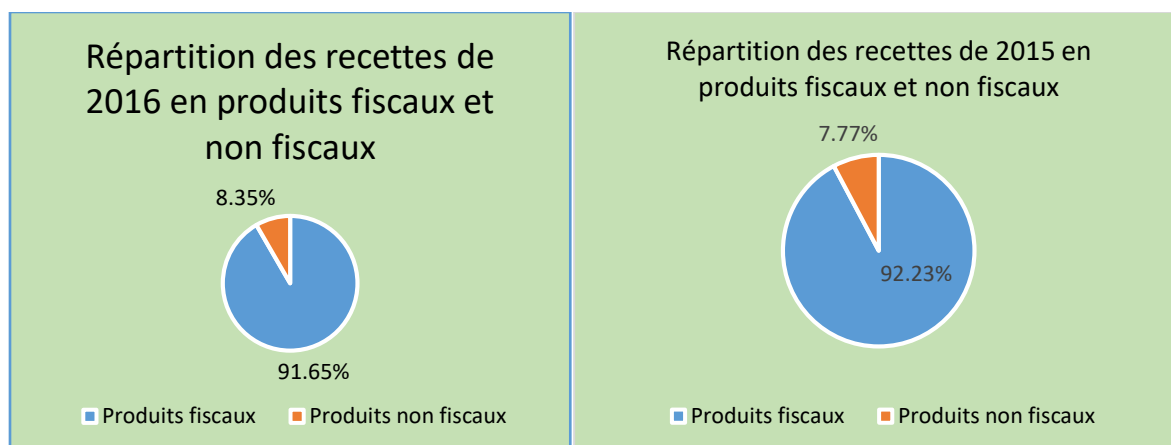 Répartition des recettes de
2016 en produits fiscaux et
non fiscaux
8.35%
91.65%
Produits fiscaux
Produits non fiscaux
Répartition des recettes de 2015 en
produits fiscaux et non fiscaux
7.77%
92.23%
Produits fiscaux
Produits non fiscaux